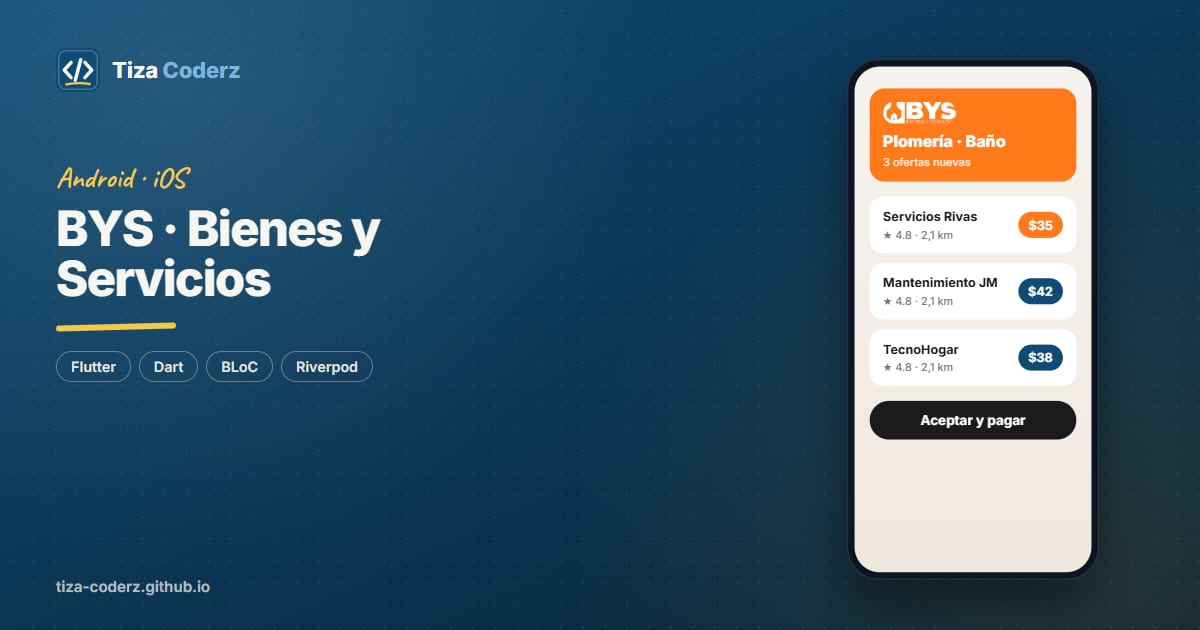 </>
Tiza Coderz
Android · iOS
BYS · Bienes y
Servicios
Flutter
Dart
BLoC
Riverpod
tiza-coderz.github.io
BYS
Plomería · Baño
3 ofertas nuevas
Servicios Rivas
★ 4.8 · 2,1 km
$35
Mantenimiento JM
★ 4.8 · 2,1 km
$42
TecnoHogar
★ 4.8 · 2,1 km
$38
Aceptar y pagar